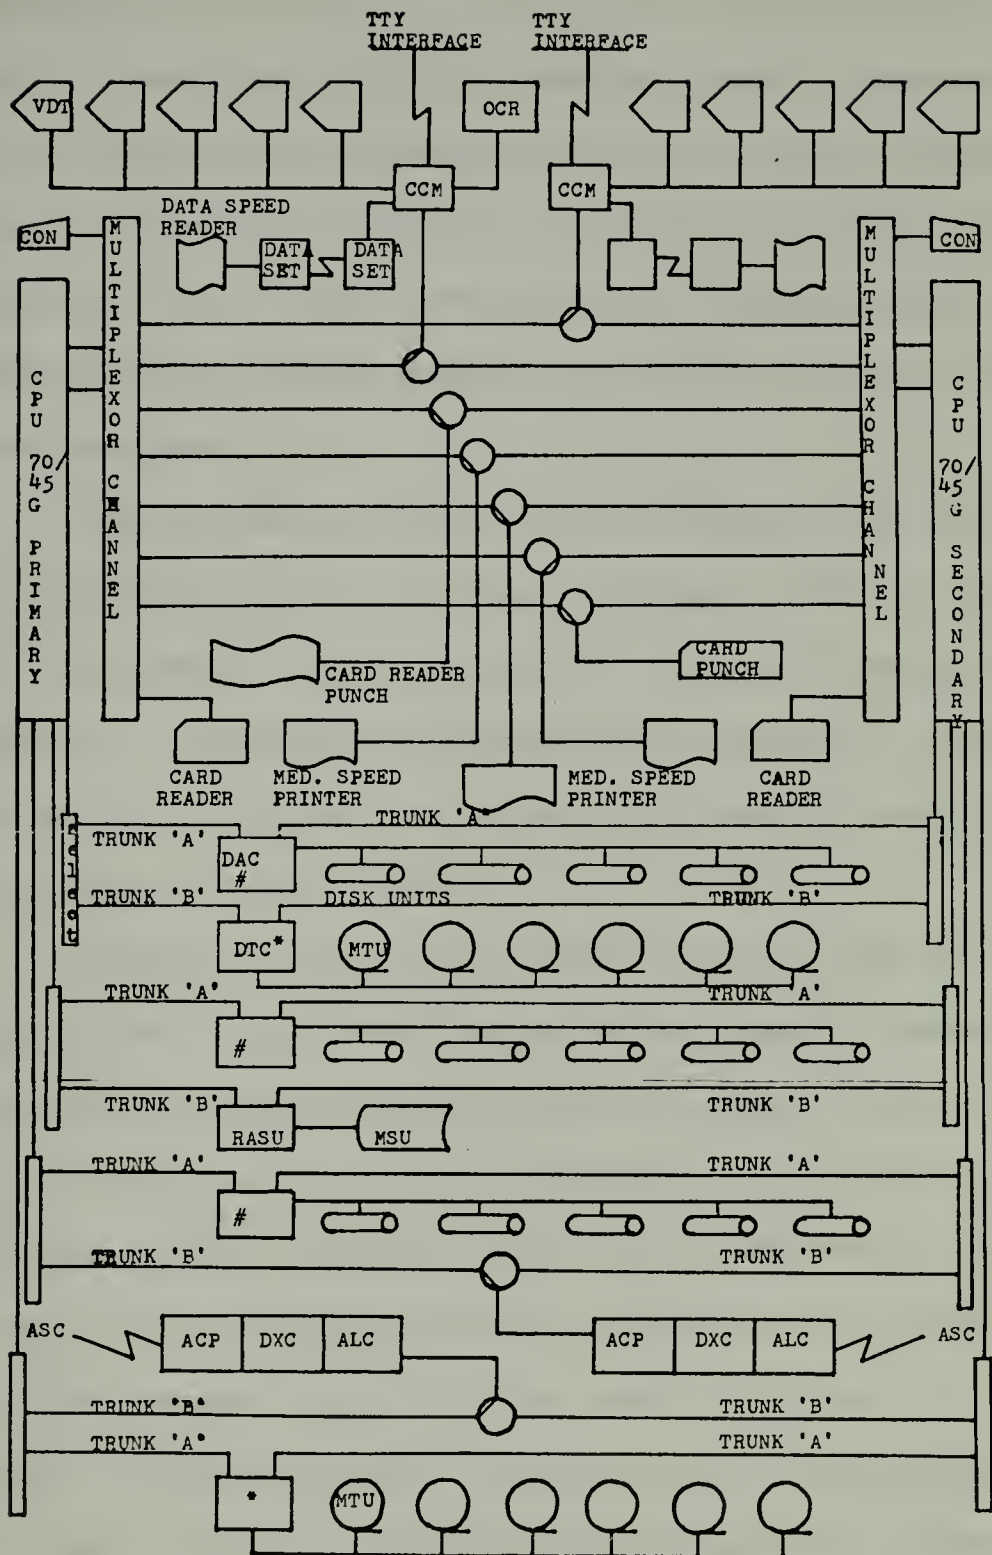 TTY
INTERFACE
TTY
INTERFACE
VDT
OCR
CCM
CCM
DATA SPEED
READER
CON
DATA
SET
DATA
SET
CON
MULTIPLEXOR CHANNEL
MULTIPLEXOR CHANNEL
CPU 70/45 G PRIMARY
CPU 70/45 G SECONDARY
CARD READER
PUNCH
CARD
PUNCH
CARD
READER
MED. SPEED
PRINTER
MED. SPEED
PRINTER
CARD
READER
TRUNK 'A'
TRUNK 'A'
DAC
#
TRUNK 'B'
DISK UNITS
TRUNK 'B'
DTC*
MTU
TRUNK 'A'
TRUNK 'A'
#
TRUNK 'B'
TRUNK 'B'
RASU
MSU
TRUNK 'A'
TRUNK 'A'
#
TRUNK 'B'
TRUNK 'B'
ASC
ACP DXC ALC
ACP DXC ALC
ASC
TRUNK 'B'
TRUNK 'B'
TRUNK 'A'
TRUNK 'A'
*
MTU